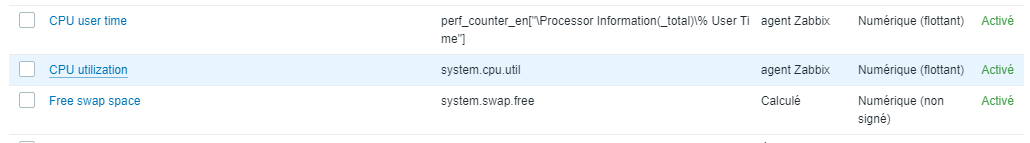 CPU user time perf_counter_en["\Processor Information(_total)\% User Ti agent Zabbix Numérique (flottant) Activé
me"]
CPU utilization system.cpu.util agent Zabbix Numérique (flottant) Activé
Free swap space system.swap.free Calculé Numérique (non Activé
signé)